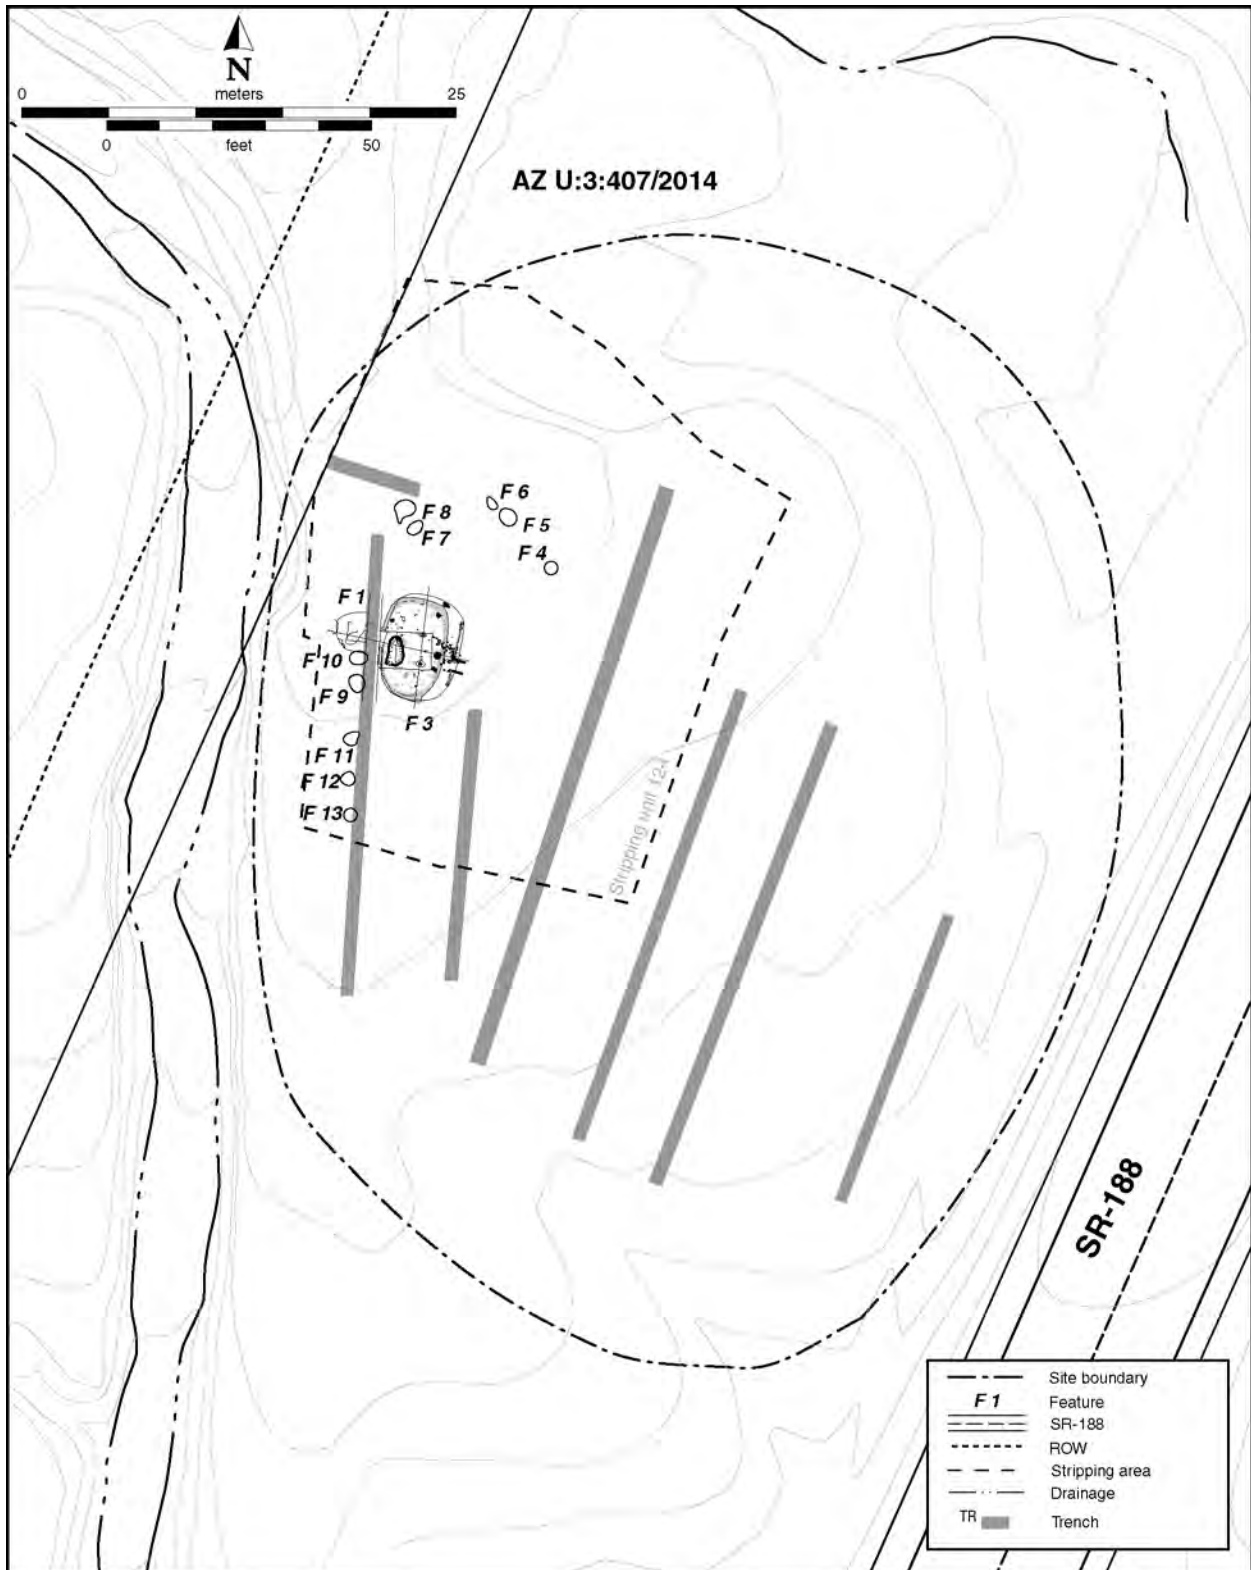 N
meters
0 25
0 50
feet
AZ U:3:407/2014
F 6
F 8
F 5
F 7
F 4
F 1
F 10
F 9
F 3
F 11
F 12
F 13
Stripping unit 12-1
SR-188
Site boundary
F 1 Feature
SR-188
ROW
Stripping area
Drainage
TR Trench